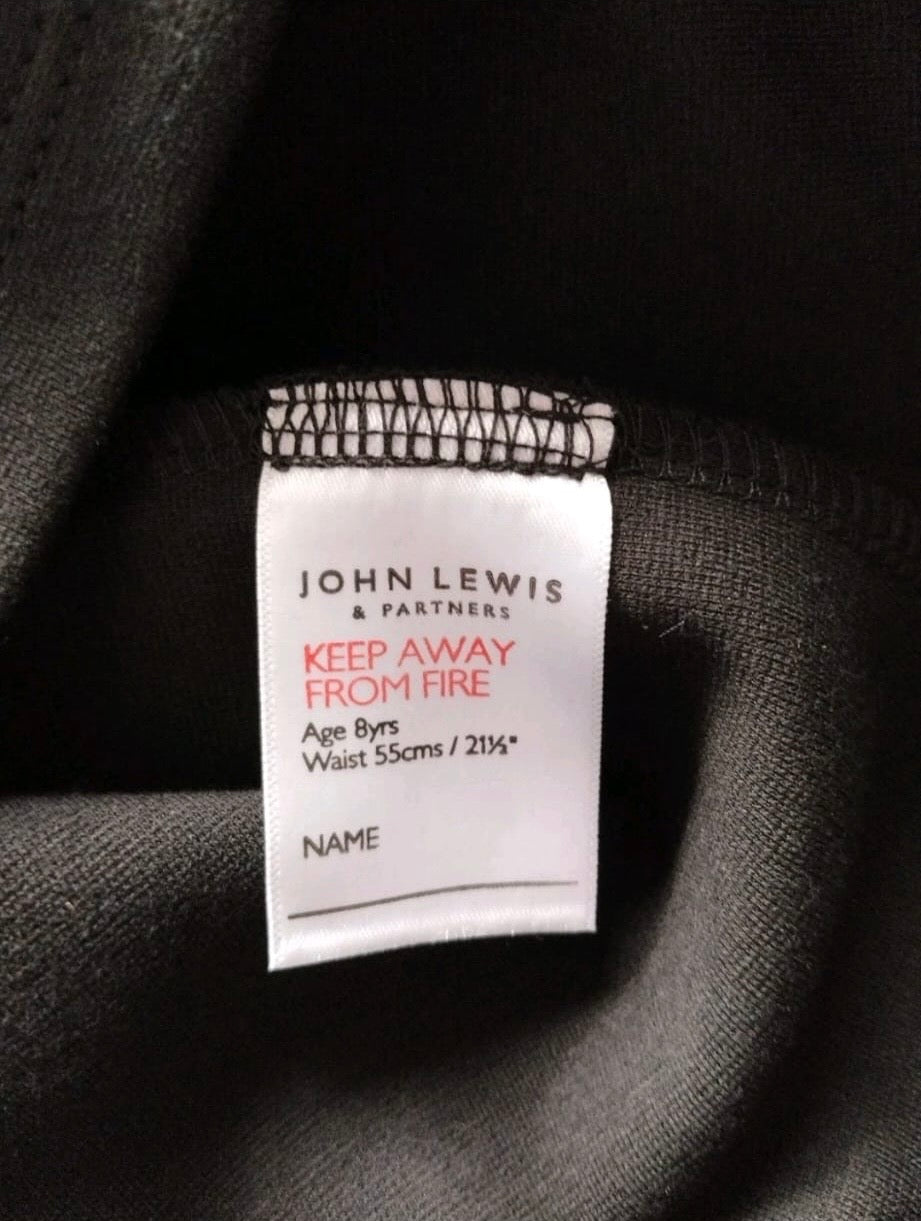 JOHN LEWIS
& PARTNERS
KEEP AWAY
FROM FIRE
Age 8yrs
Waist 55cms / 21½"
NAME